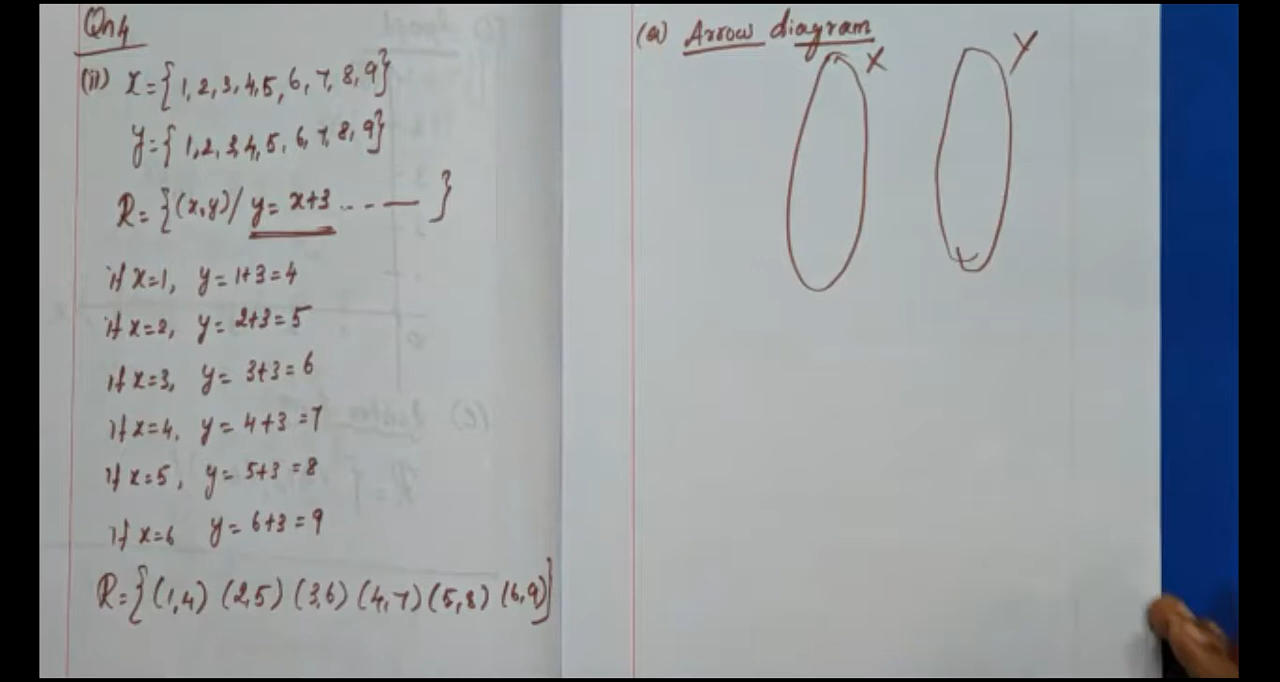 Qn4
(ii) X={1,2,3,4,5,6,7,8,9}
Y={1,2,3,4,5,6,7,8,9}
R={(x,y)/ y=x+3..-— }
if x=1, y=1+3=4
if x=2, y=2+3=5
if x=3, y=3+3=6
if x=4, y=4+3=7
if x=5, y=5+3=8
if x=6 y=6+3=9
R={(1,4) (2,5) (3,6) (4,7) (5,8) (6,9)}
(a) Arrow diagram
X Y